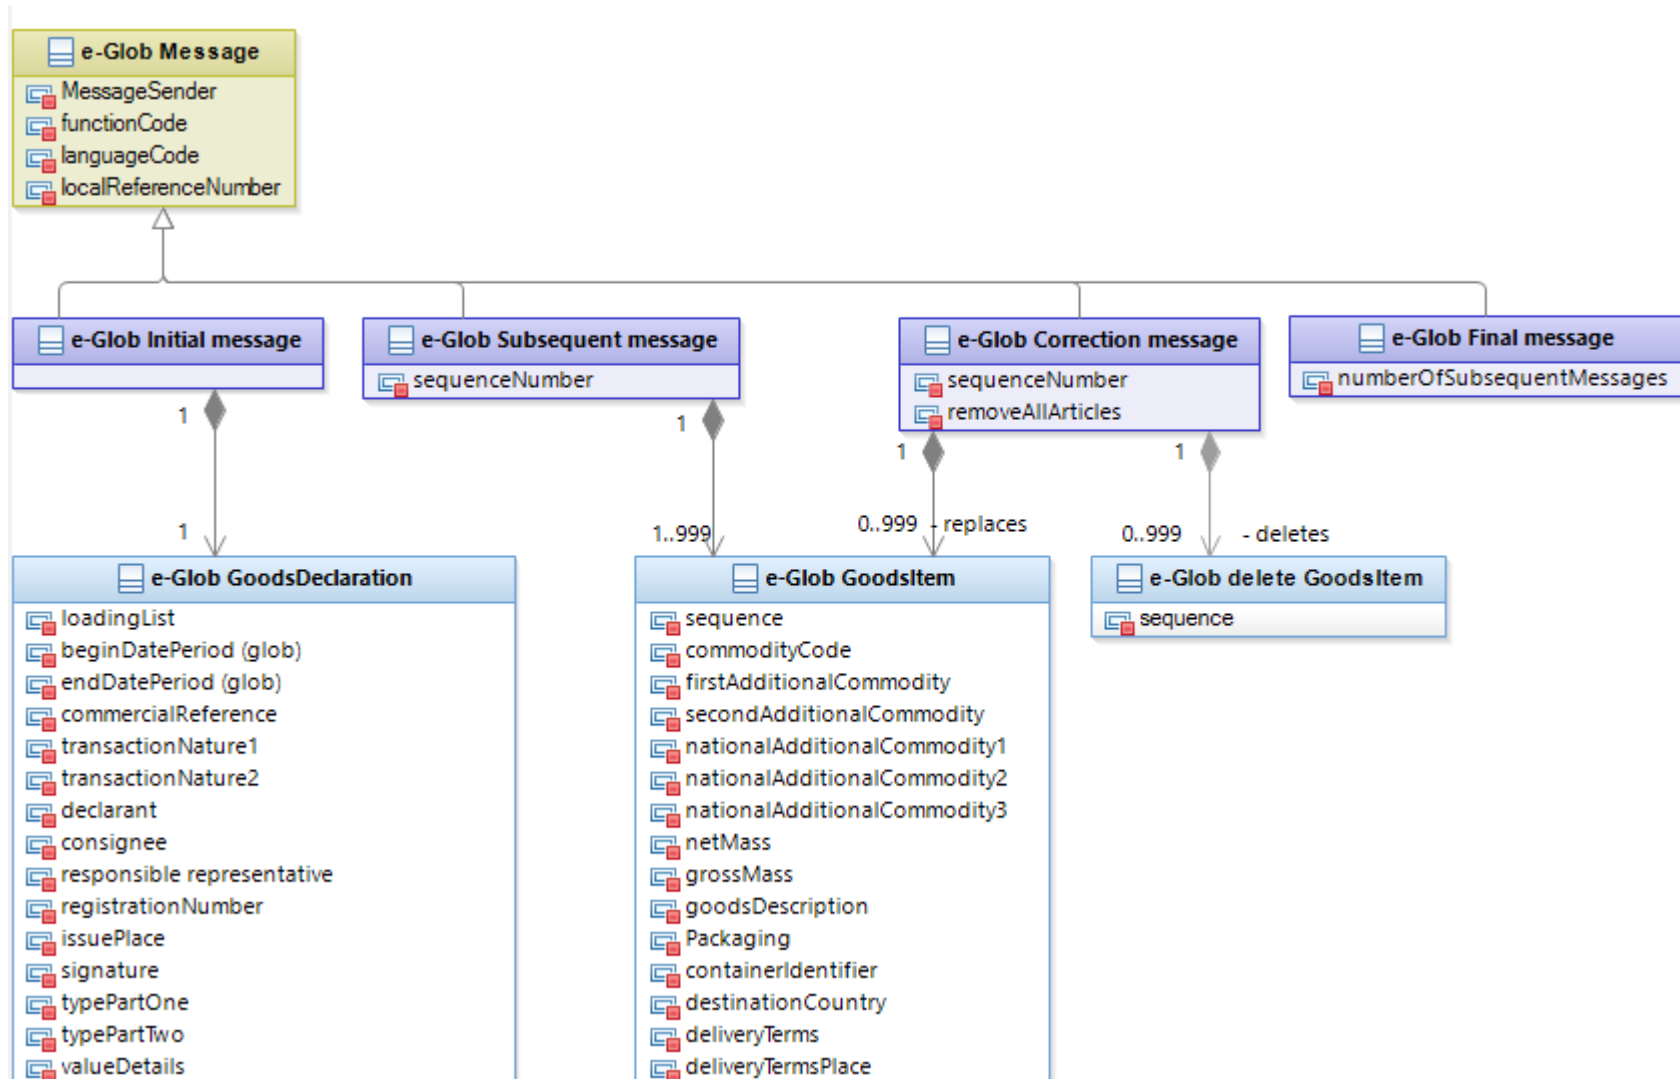 e-Glob Message
MessageSender
functionCode
languageCode
localReferenceNumber
e-Glob Initial message
e-Glob Subsequent message
sequenceNumber
e-Glob Correction message
sequenceNumber
removeAllArticles
e-Glob Final message
numberOfSubsequentMessages
1
1
1
1..999
1
0..999 - replaces
1
0..999 - deletes
e-Glob GoodsDeclaration
loadingList
beginDatePeriod (glob)
endDatePeriod (glob)
commercialReference
transactionNature1
transactionNature2
declarant
consignee
responsible representative
registrationNumber
issuePlace
signature
typePartOne
typePartTwo
valueDetails
e-Glob GoodsItem
sequence
commodityCode
firstAdditionalCommodity
secondAdditionalCommodity
nationalAdditionalCommodity1
nationalAdditionalCommodity2
nationalAdditionalCommodity3
netMass
grossMass
goodsDescription
Packaging
containerIdentifier
destinationCountry
deliveryTerms
deliveryTermsPlace
e-Glob delete GoodsItem
sequence